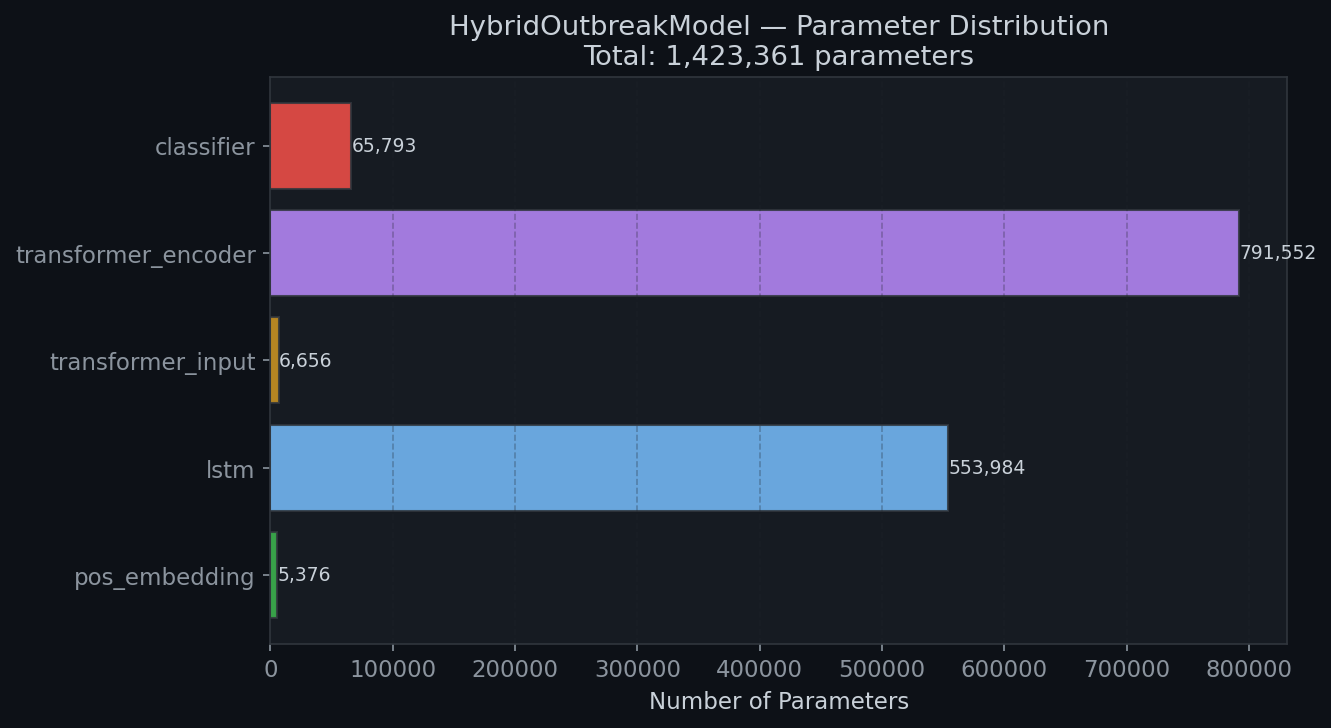 HybridOutbreakModel — Parameter Distribution
Total: 1,423,361 parameters
classifier
65,793
transformer_encoder
791,552
transformer_input
6,656
lstm
553,984
pos_embedding
5,376
0 100000 200000 300000 400000 500000 600000 700000 800000
Number of Parameters